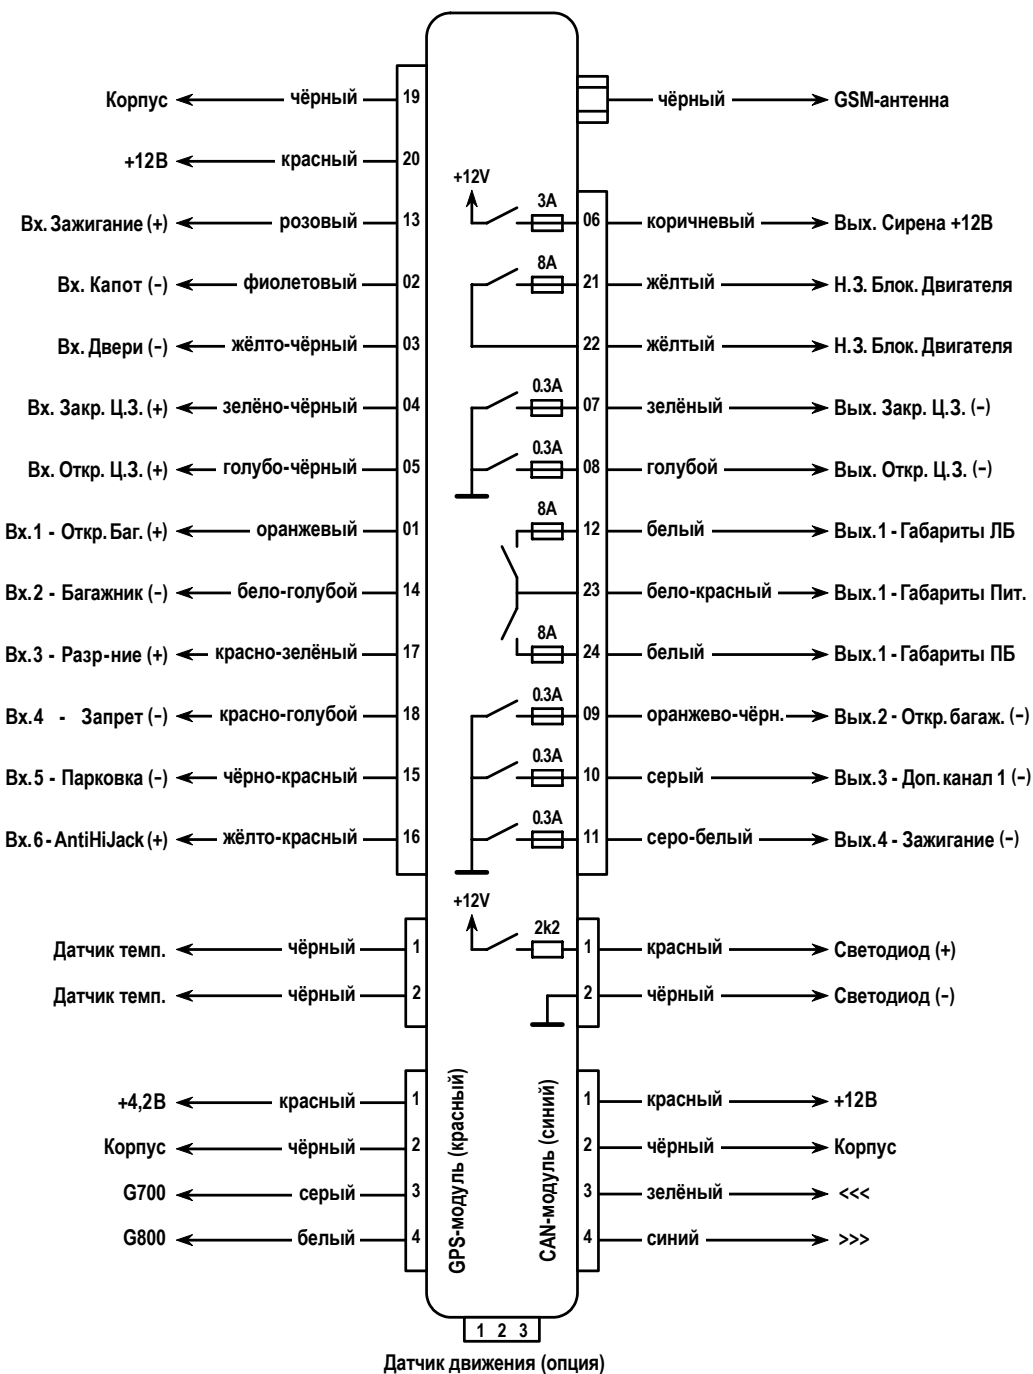 Корпус чёрный 19 чёрный GSM-антенна
+12В красный 20
+12V
Вх. Зажигание (+) розовый 13 3А 06 коричневый Вых. Сирена +12В
Вх. Капот (-) фиолетовый 02 8А 21 жёлтый Н.З. Блок. Двигателя
Вх. Двери (-) жёлто-чёрный 03 22 жёлтый Н.З. Блок. Двигателя
Вх. Закр. Ц.З. (+) зелёно-чёрный 04 0.3А 07 зелёный Вых. Закр. Ц.З. (-)
Вх. Откр. Ц.З. (+) голубо-чёрный 05 0.3А 08 голубой Вых. Откр. Ц.З. (-)
Вх.1 - Откр. Баг. (+) оранжевый 01 8А 12 белый Вых.1 - Габариты ЛБ
Вх.2 - Багажник (-) бело-голубой 14 23 бело-красный Вых.1 - Габариты Пит.
Вх.3 - Разр-ние (+) красно-зелёный 17 8А 24 белый Вых.1 - Габариты ПБ
Вх.4 - Запрет (-) красно-голубой 18 0.3А 09 оранжево-чёрн. Вых.2 - Откр. багаж. (-)
Вх.5 - Парковка (-) чёрно-красный 15 0.3А 10 серый Вых.3 - Доп. канал 1 (-)
Вх.6 - AntiHiJack (+) жёлто-красный 16 0.3А 11 серо-белый Вых.4 - Зажигание (-)
+12V
Датчик темп. чёрный 1 2k2 1 красный Светодиод (+)
Датчик темп. чёрный 2 2 чёрный Светодиод (-)
GPS-модуль (красный)
CAN-модуль (синий)
+4,2В красный 1 1 красный +12В
Корпус чёрный 2 2 чёрный Корпус
G700 серый 3 3 зелёный <<<
G800 белый 4 4 синий >>>
1 2 3
Датчик движения (опция)